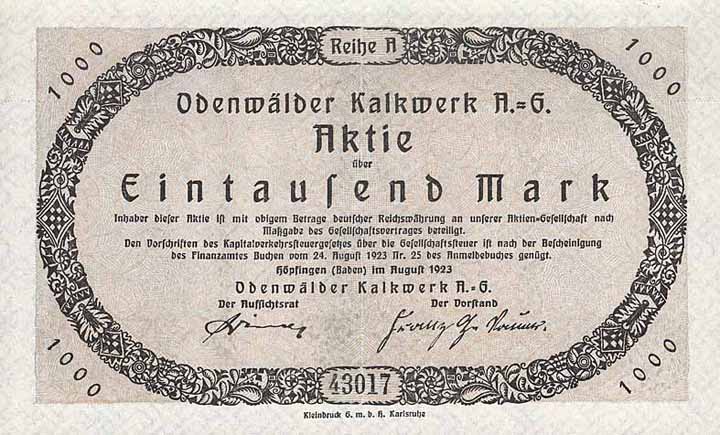 1000
1000
Reihe A
Odenwälder Kalkwerk A.=G.
Aktie
über
Eintausend Mark
Inhaber dieser Aktie ist mit obigem Betrage deutscher Reichswährung an unserer Aktien=Gesellschaft nach
Maßgabe des Gesellschaftsvertrages beteiligt.
Den Vorschriften des Kapitalverkehrsteuergesetzes über die Gesellschaftsteuer ist nach der Bescheinigung
des Finanzamtes Buchen vom 24. August 1923 Nr. 25 des Anmeldebuches genügt.
Höpfingen (Baden) im August 1923
Odenwälder Kalkwerk A.=G.
Der Aufsichtsrat Der Vorstand
43017
1000
1000
Kleinbruck G. m. b. H. Karlsruhe